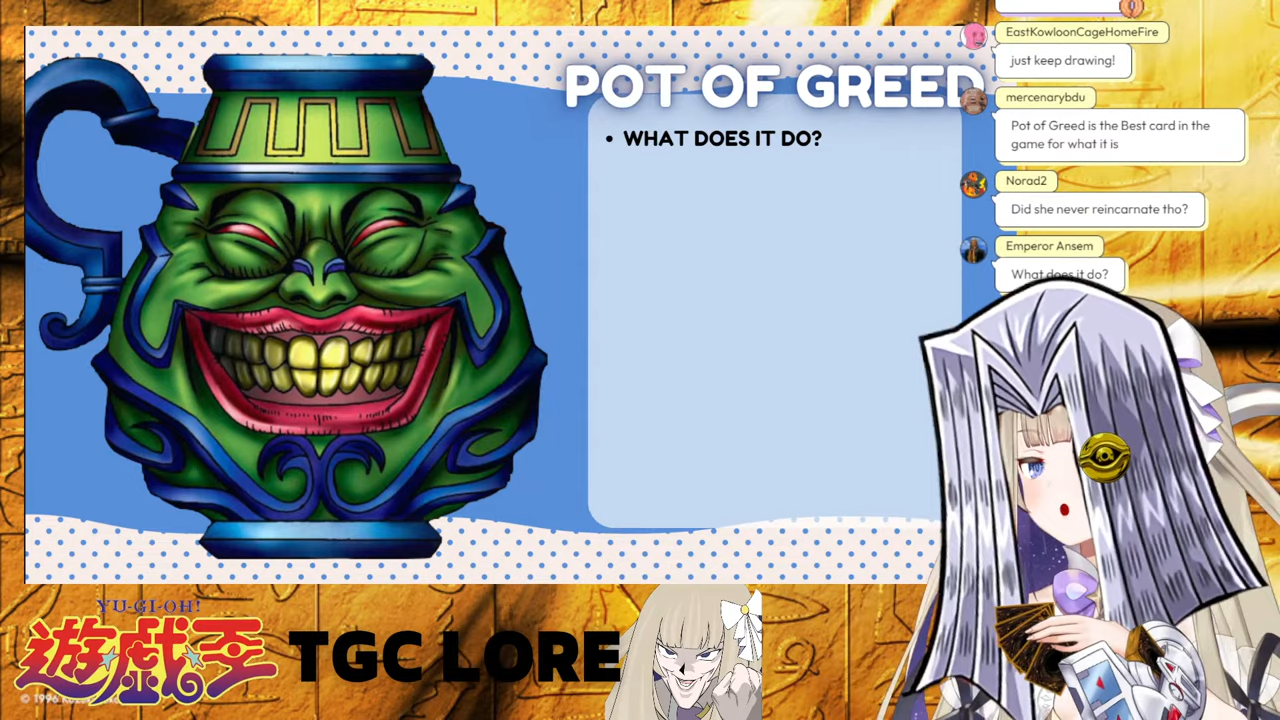 POT OF GREED
• WHAT DOES IT DO?
EastKowloonCageHomeFire
just keep drawing!
mercenarybdu
Pot of Greed is the Best card in the
game for what it is
Norad2
Did she never reincarnate tho?
Emperor Ansem
What does it do?
YU-GI-OH!
遊戯王
TGC LORE
© 1996